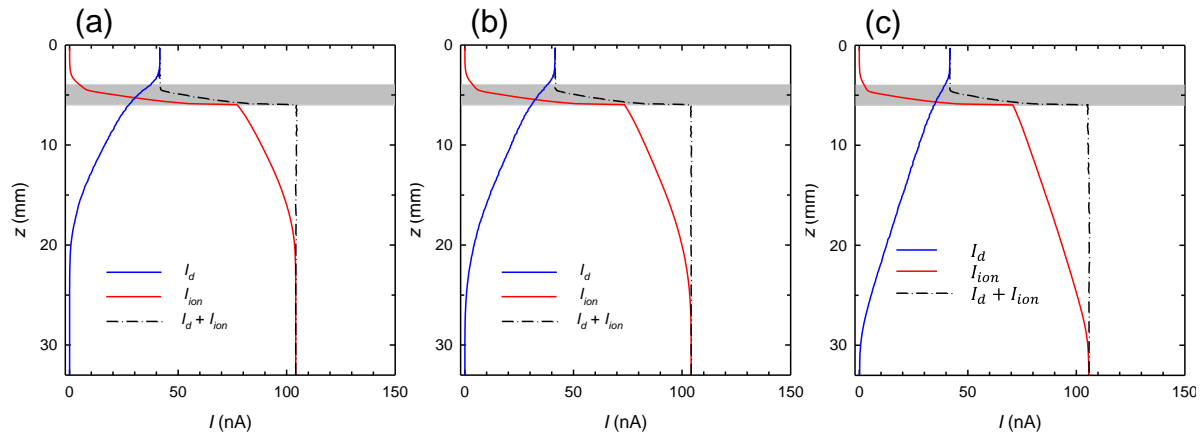 (a)
0
10
20
30
z (mm)
0 50 100 150
I (nA)
I_d
I_ion
I_d + I_ion
(b)
0
10
20
30
z (mm)
0 50 100 150
I (nA)
I_d
I_ion
I_d + I_ion
(c)
0
10
20
30
z (mm)
0 50 100 150
I (nA)
I_d
I_ion
I_d + I_ion